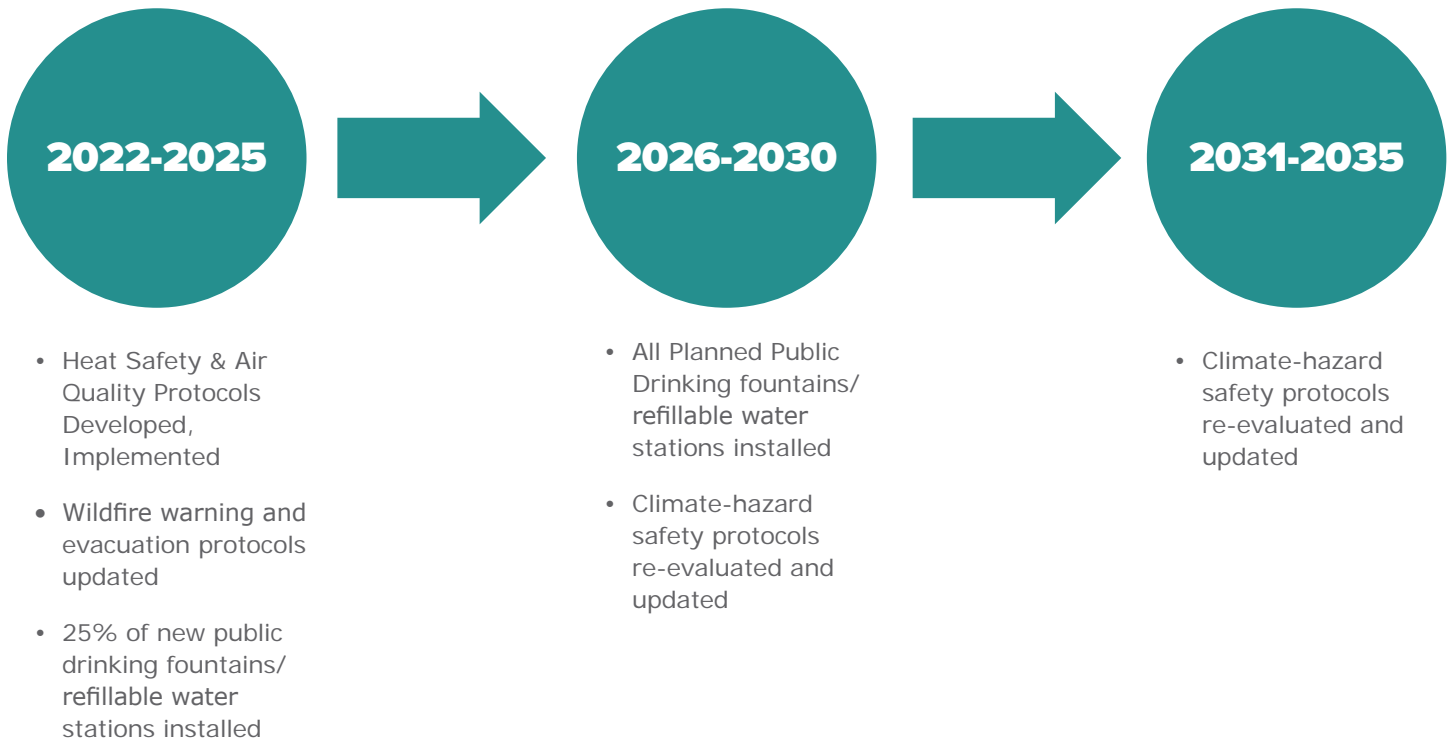 2022-2025
2026-2030
2031-2035
• Heat Safety & Air
Quality Protocols
Developed,
Implemented
• Wildfire warning and
evacuation protocols
updated
• 25% of new public
drinking fountains/
refillable water
stations installed
• All Planned Public
Drinking fountains/
refillable water
stations installed
• Climate-hazard
safety protocols
re-evaluated and
updated
• Climate-hazard
safety protocols
re-evaluated and
updated